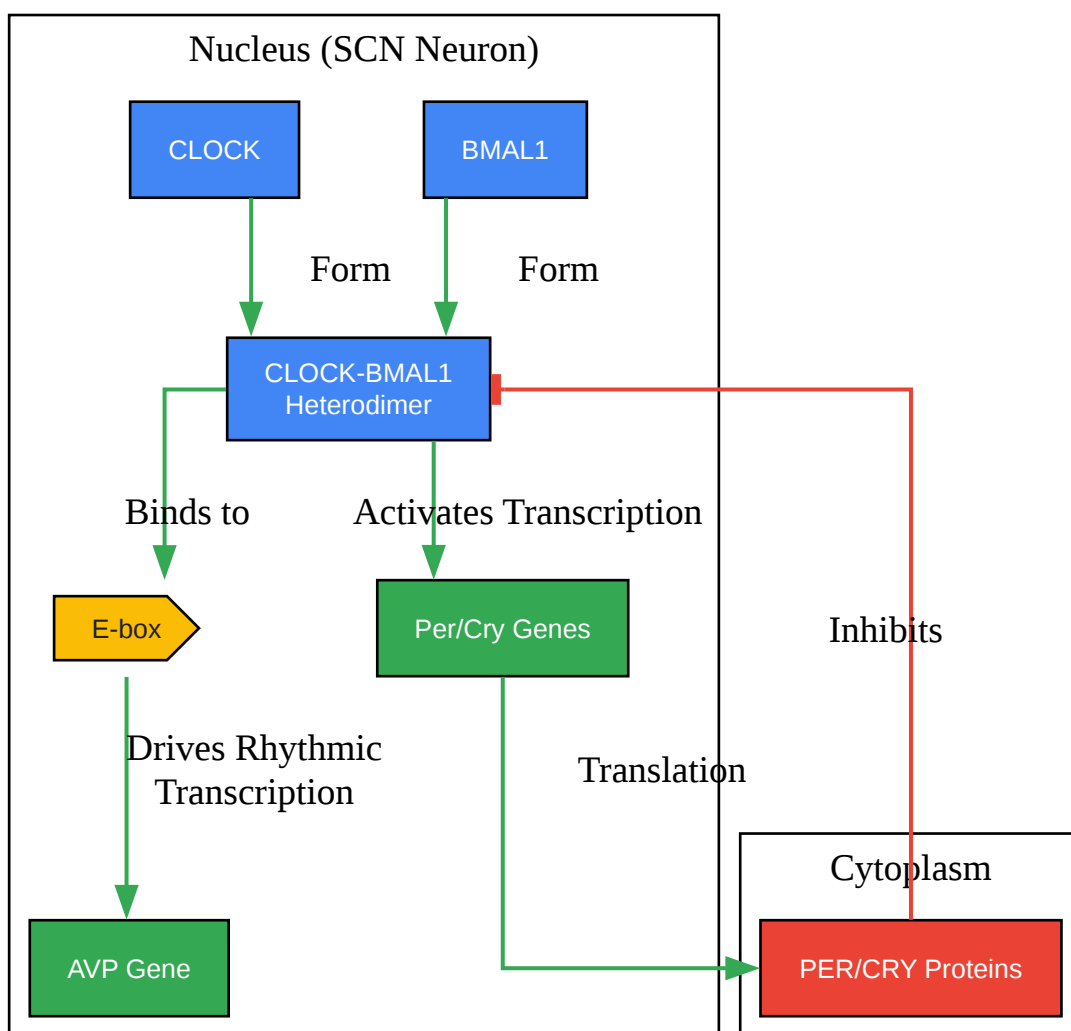 Nucleus (SCN Neuron)
CLOCK
BMAL1
Form
Form
CLOCK-BMAL1
Heterodimer
Binds to
Activates Transcription
E-box
Per/Cry Genes
Inhibits
Drives Rhythmic
Transcription
Translation
Cytoplasm
AVP Gene
PER/CRY Proteins